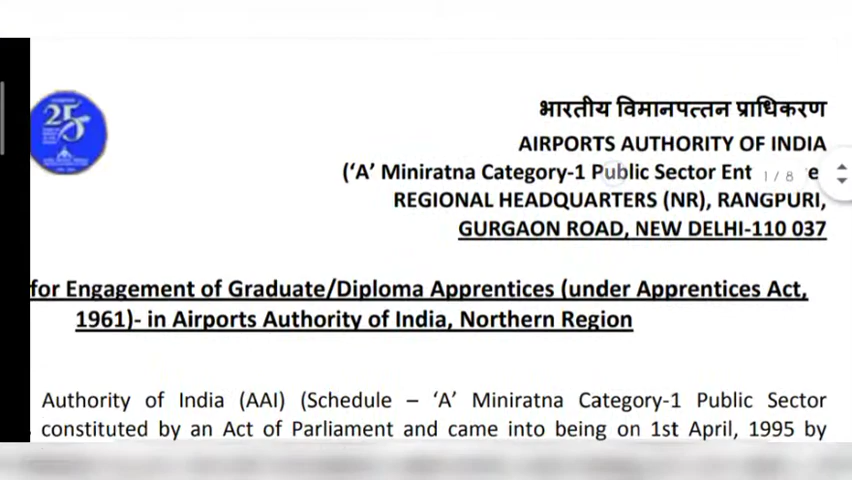 भारतीय विमानपत्तन प्राधिकरण
25
AIRPORTS AUTHORITY OF INDIA
(‘A’ Miniratna Category-1 Public Sector Ent
1 / 8
e
REGIONAL HEADQUARTERS (NR), RANGPURI,
GURGAON ROAD, NEW DELHI-110 037
for Engagement of Graduate/Diploma Apprentices (under Apprentices Act,
1961)- in Airports Authority of India, Northern Region
Authority of India (AAI) (Schedule – ‘A’ Miniratna Category-1 Public Sector
constituted by an Act of Parliament and came into being on 1st April, 1995 by